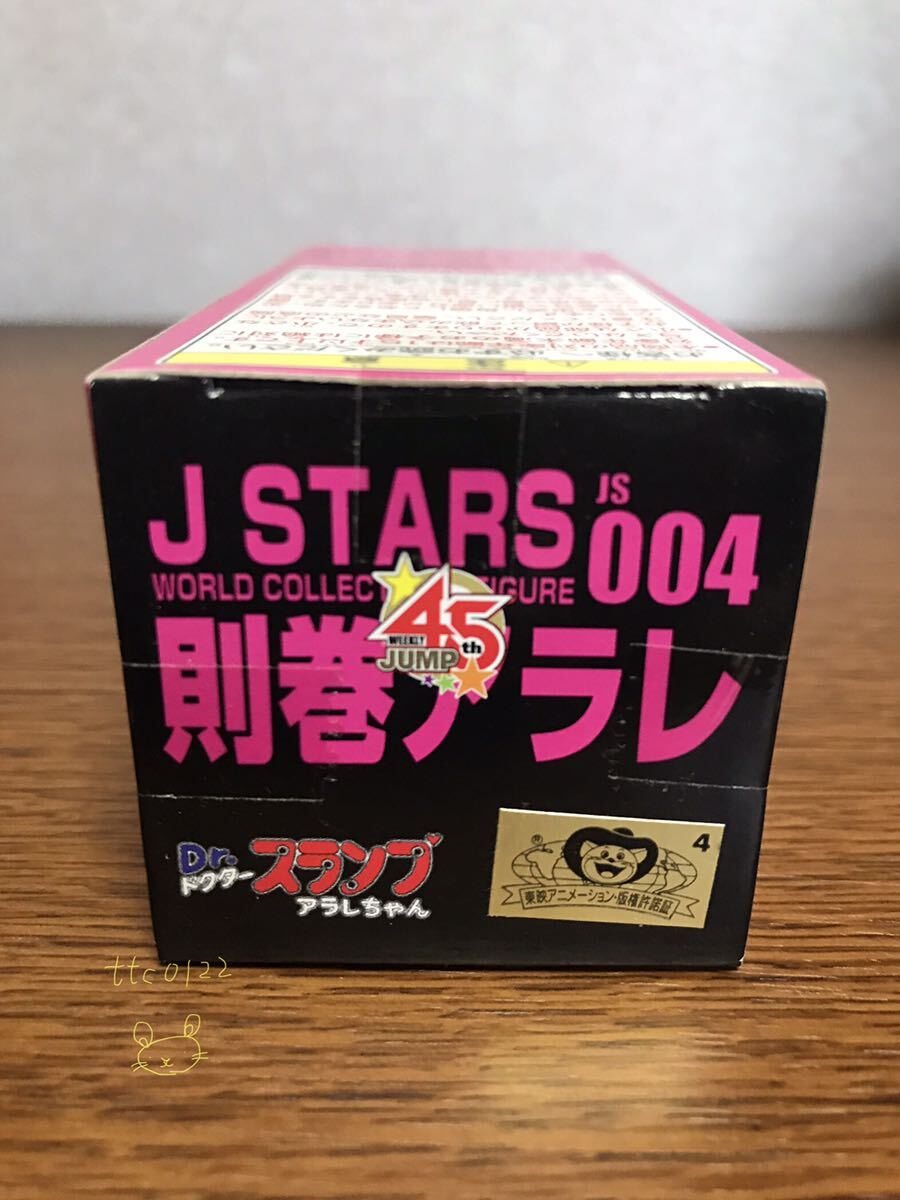 J STARS
JS
004
WORLD COLLEC FIGURE
45th
WEEKLY
JUMP
則巻アラレ
Dr.
ドクター
スランプ
アラレちゃん
4
®
東映アニメーション・版権許諾証
ttc0122